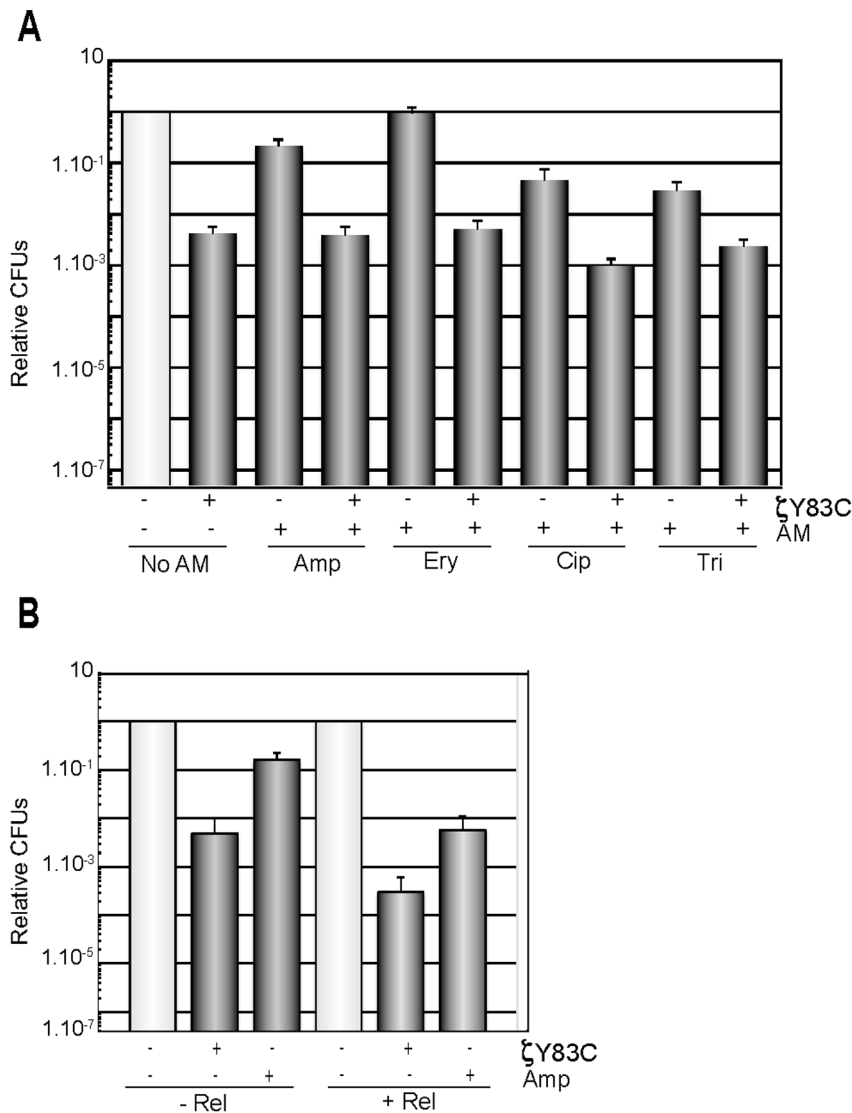 A
10
1.10-1
1.10-3
1.10-5
1.10-7
Relative CFUs
- + - + - + - + - + ζY83C
- - + + + + + + + + AM
No AM Amp Ery Cip Tri
B
10
1.10-1
1.10-3
1.10-5
1.10-7
Relative CFUs
- + - - + - ζY83C
- - + - - + Amp
- Rel + Rel